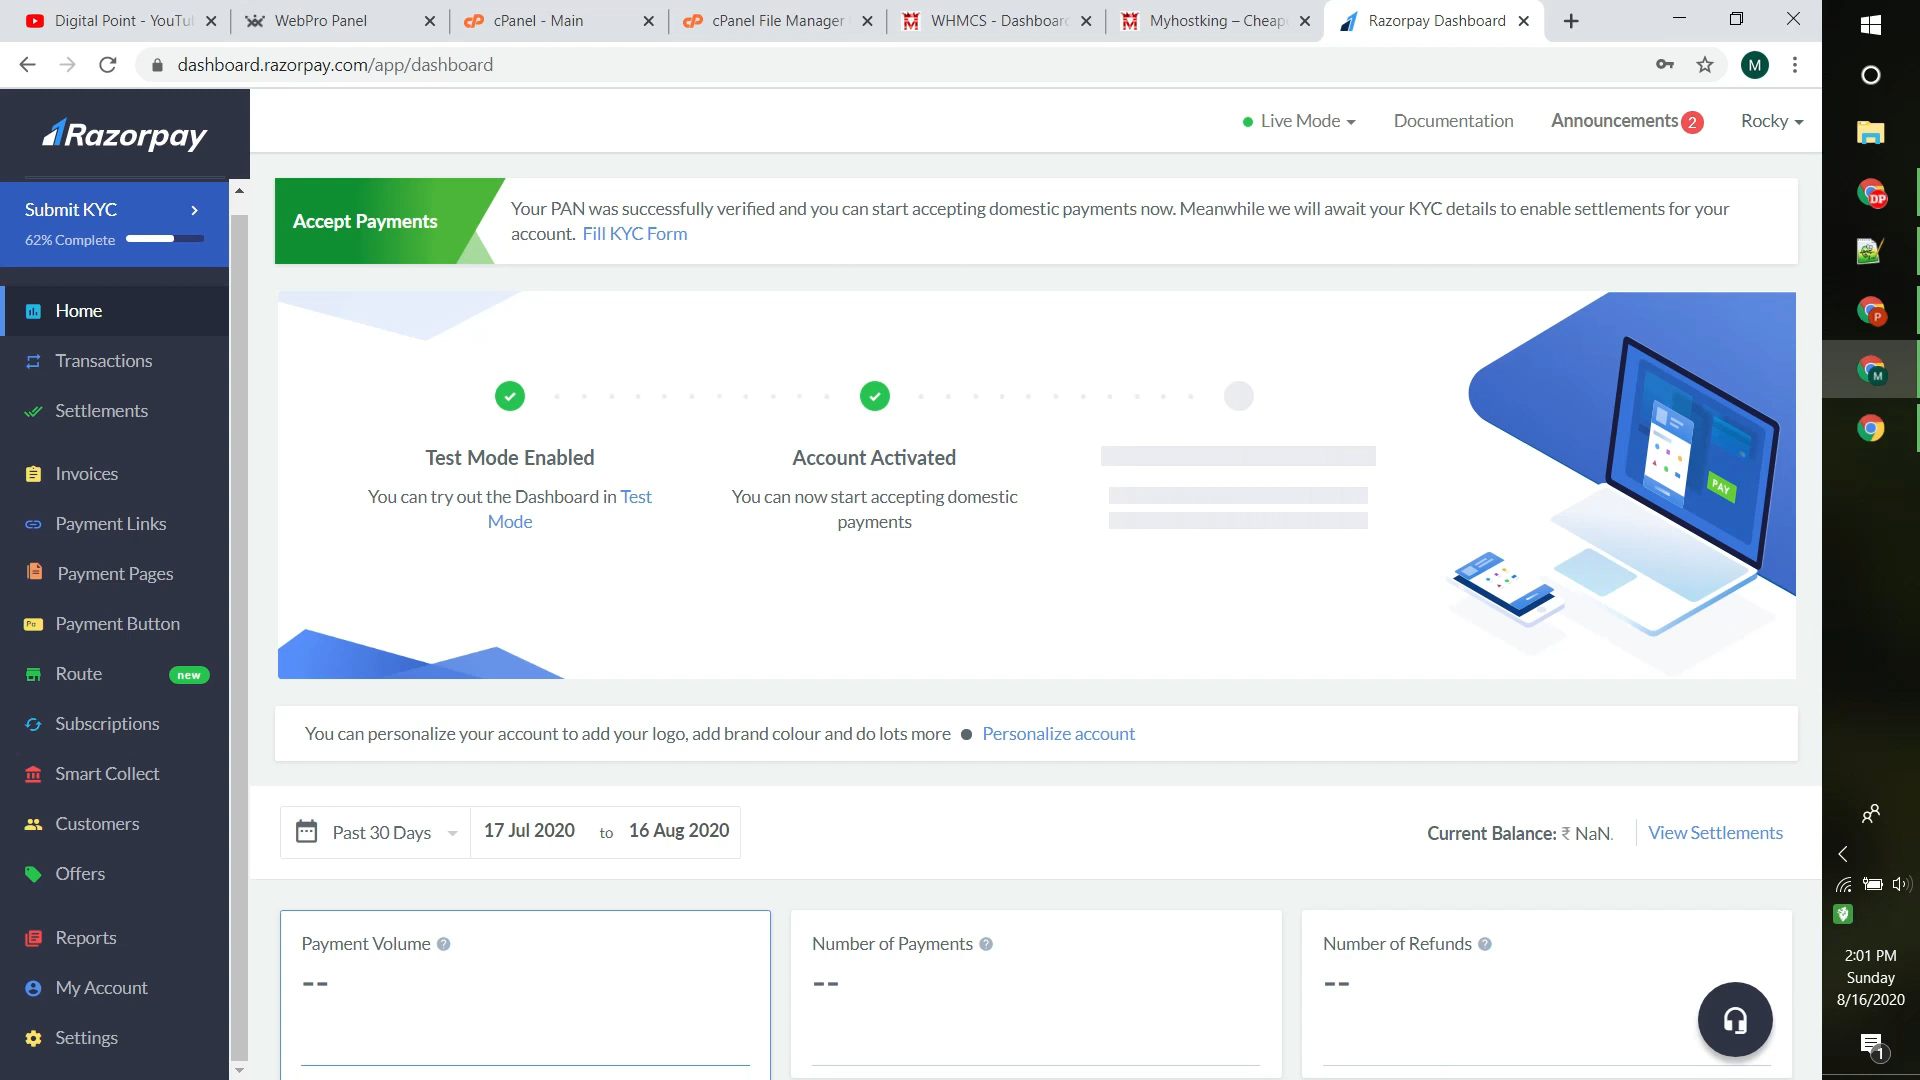 Digital Point - YouTu
WebPro Panel
cPanel - Main
cPanel File Manager
WHMCS - Dashboard
Myhostking – Cheap
Razorpay Dashboard
dashboard.razorpay.com/app/dashboard
M
Razorpay
Live Mode
Documentation
Announcements 2
Rocky
Submit KYC
62% Complete
Accept Payments
Your PAN was successfully verified and you can start accepting domestic payments now. Meanwhile we will await your KYC details to enable settlements for your
account. Fill KYC Form
Home
Transactions
Settlements
Invoices
Payment Links
Payment Pages
Payment Button
Route new
Subscriptions
Smart Collect
Customers
Offers
Reports
My Account
Settings
Test Mode Enabled
You can try out the Dashboard in Test
Mode
Account Activated
You can now start accepting domestic
payments
PAY
You can personalize your account to add your logo, add brand colour and do lots more ● Personalize account
Past 30 Days
17 Jul 2020 to 16 Aug 2020
Current Balance: ₹ NaN.
View Settlements
Payment Volume ?
--
Number of Payments ?
--
Number of Refunds ?
--
DP
P
M
2:01 PM
Sunday
8/16/2020
1